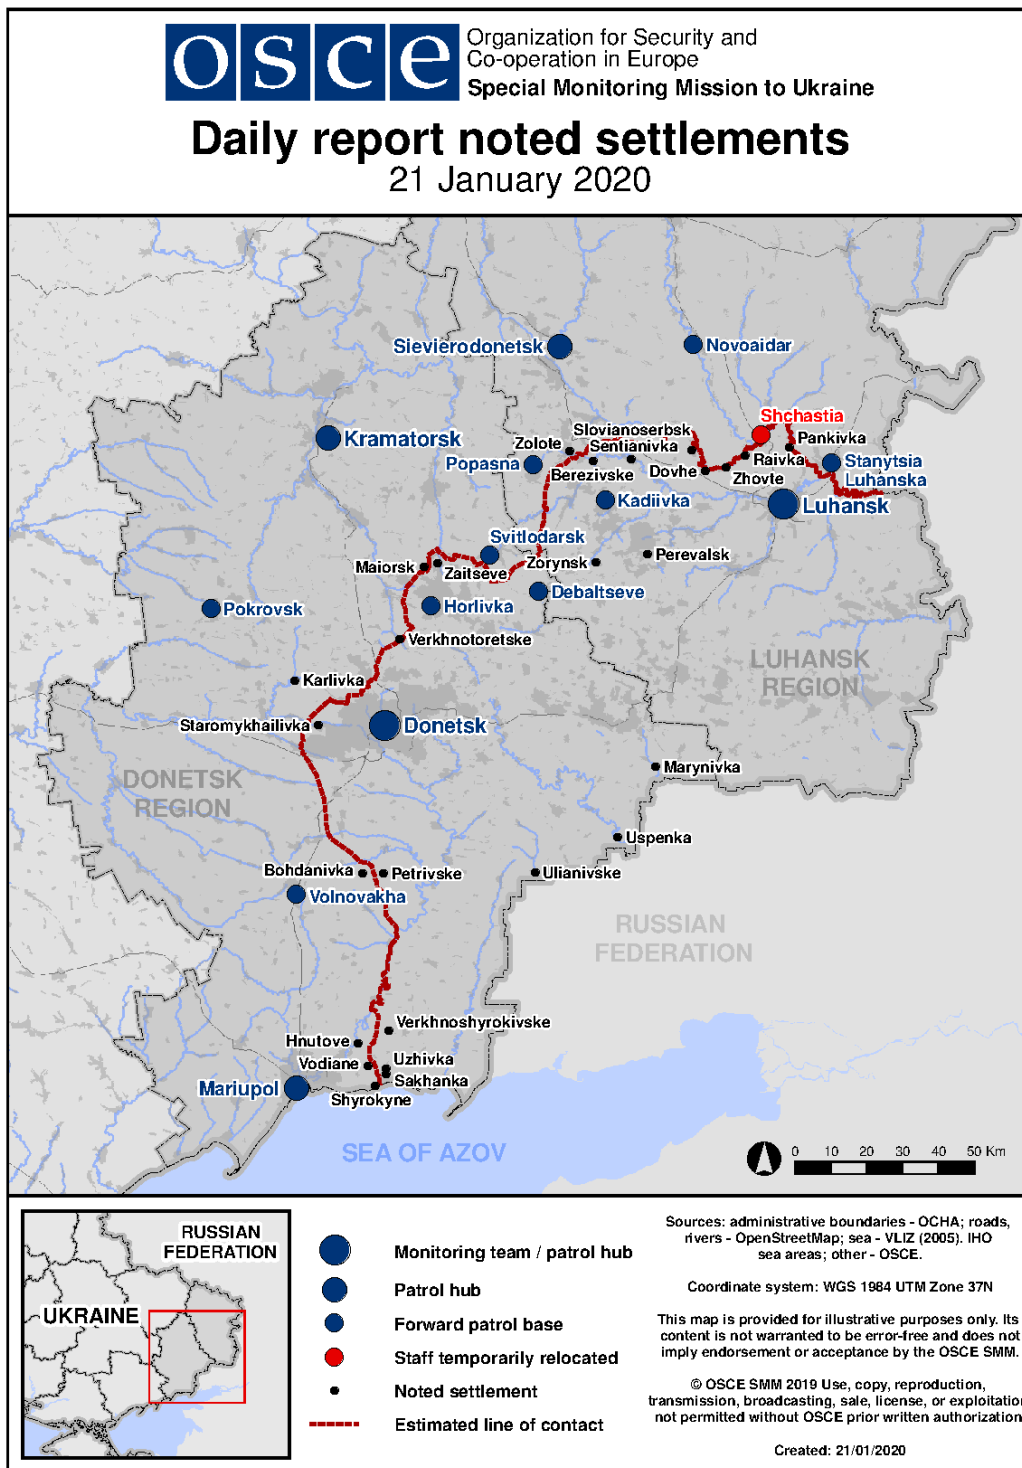 osce
Organization for Security and
Co-operation in Europe
Special Monitoring Mission to Ukraine
Daily report noted settlements
21 January 2020
Sievierodonetsk
Novoaidar
Shchastia
Kramatorsk
Slovianoserbsk
Pankivka
Zolote
Sentianivka
Raivka
Popasna
Berezivske
Dovhe
Zhovte
Stanytsia
Luhanska
Kadiivka
Luhansk
Svitlodarsk
Maiorsk
Zaitseve
Zorynsk
Perevalsk
Debaltseve
Pokrovsk
Horlivka
Verkhnotoretske
LUHANSK
REGION
Karlivka
Staromykhailivka
Donetsk
DONETSK
REGION
Marynivka
Uspenka
Bohdanivka
Petrivske
Ulianivske
Volnovakha
RUSSIAN
FEDERATION
Verkhnoshyrokivske
Hnutove
Vodiane
Uzhivka
Sakhanka
Mariupol
Shyrokyne
SEA OF AZOV
0 10 20 30 40 50 Km
RUSSIAN
FEDERATION
UKRAINE
Monitoring team / patrol hub
Patrol hub
Forward patrol base
Staff temporarily relocated
Noted settlement
Estimated line of contact
Sources: administrative boundaries - OCHA; roads,
rivers - OpenStreetMap; sea - VLIZ (2005). IHO
sea areas; other - OSCE.
Coordinate system: WGS 1984 UTM Zone 37N
This map is provided for illustrative purposes only. Its
content is not warranted to be error-free and does not
imply endorsement or acceptance by the OSCE SMM.
© OSCE SMM 2019 Use, copy, reproduction,
transmission, broadcasting, sale, license, or exploitation
not permitted without OSCE prior written authorization
Created: 21/01/2020